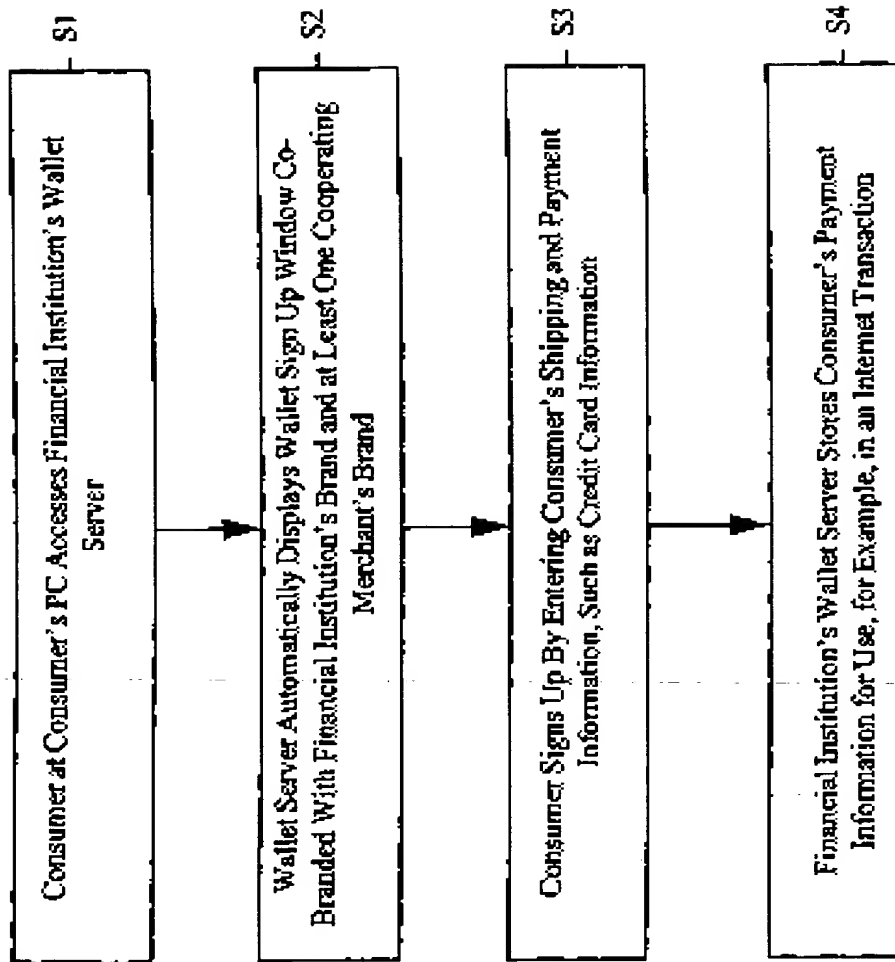 Consumer at Consumer's PC Accesses Financial Institution's Wallet
Server
S1
Wallet Server Automatically Displays Wallet Sign Up Window Co-
Branded With Financial Institution's Brand and at Least One Cooperating
Merchant's Brand
S2
Consumer Signs Up By Entering Consumer's Shipping and Payment
Information, Such as Credit Card Information
S3
Financial Institution's Wallet Server Stores Consumer's Payment
Information for Use, for Example, in an Internet Transaction
S4